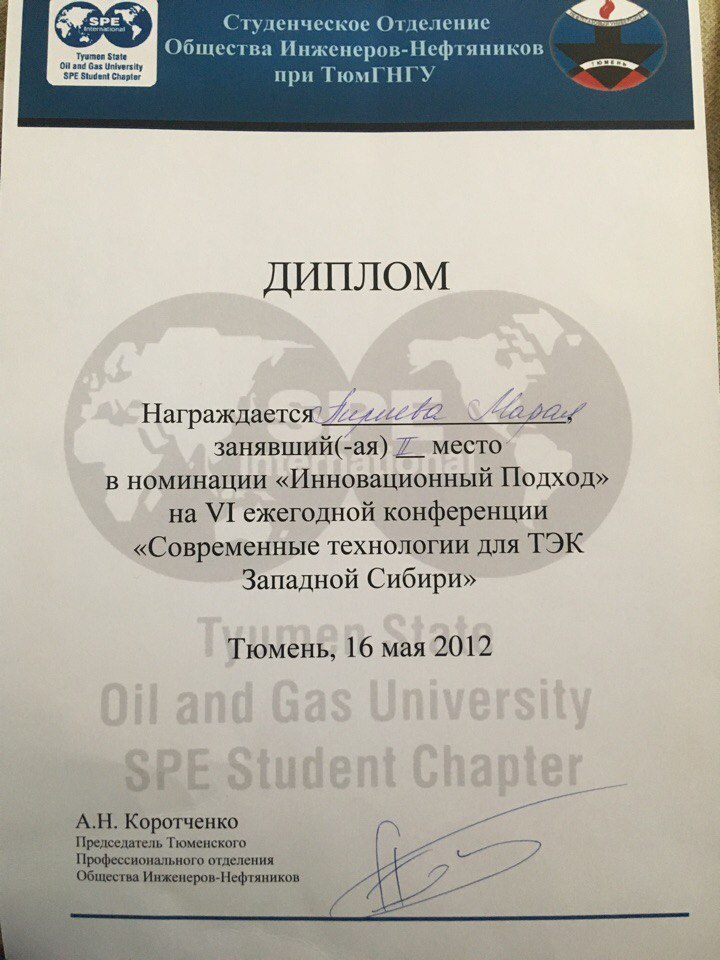 SPE
International
Tyumen State
Oil and Gas University
SPE Student Chapter
Студенческое Отделение
Общества Инженеров-Нефтяников
при ТюмГНГУ
ТЮМЕНЬ
ДИПЛОМ
SPE
International
Награждается Пириева Марал,
занявший(-ая) II место
в номинации «Инновационный Подход»
на VI ежегодной конференции
«Современные технологии для ТЭК
Западной Сибири»
Тюмень, 16 мая 2012
Tyumen State
Oil and Gas University
SPE Student Chapter
А.Н. Коротченко
Председатель Тюменского
Профессионального отделения
Общества Инженеров-Нефтяников